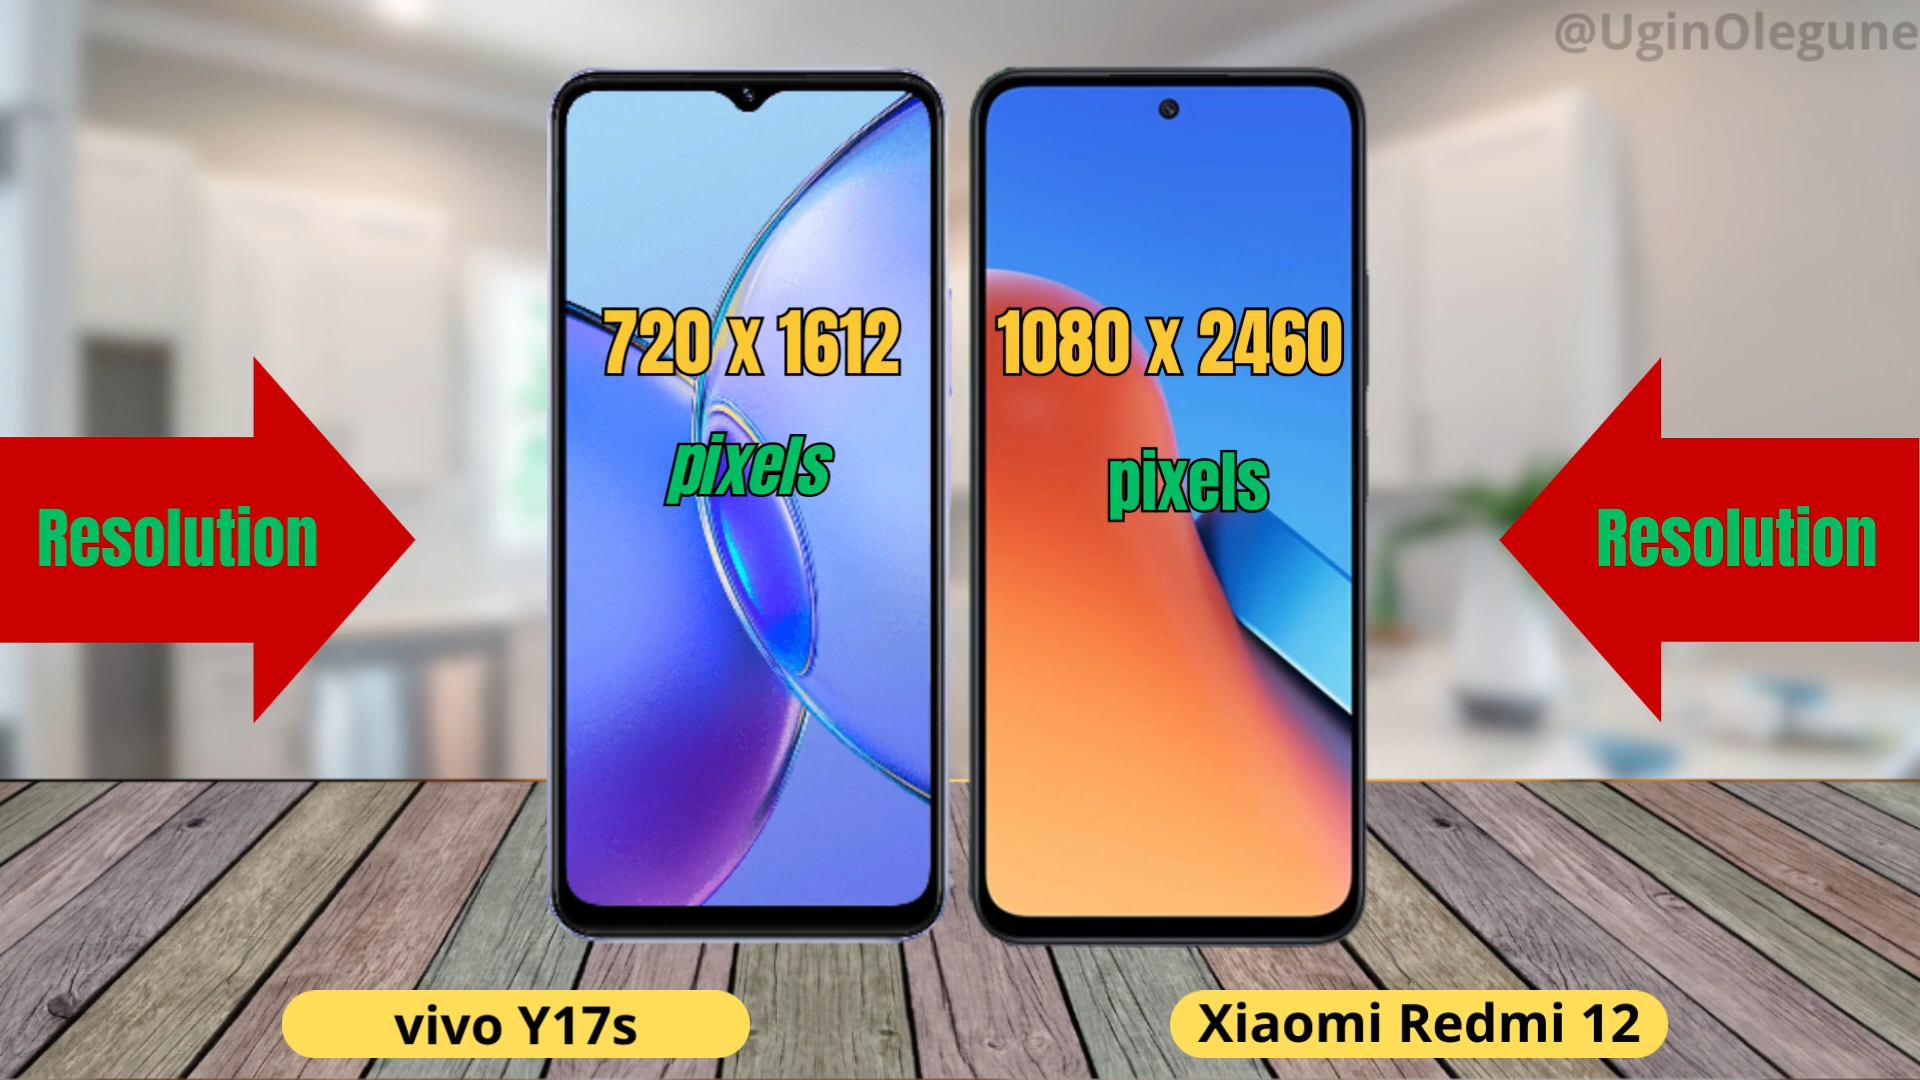 @UginOlegune
720 x 1612
pixels
1080 x 2460
pixels
Resolution
Resolution
vivo Y17s
Xiaomi Redmi 12